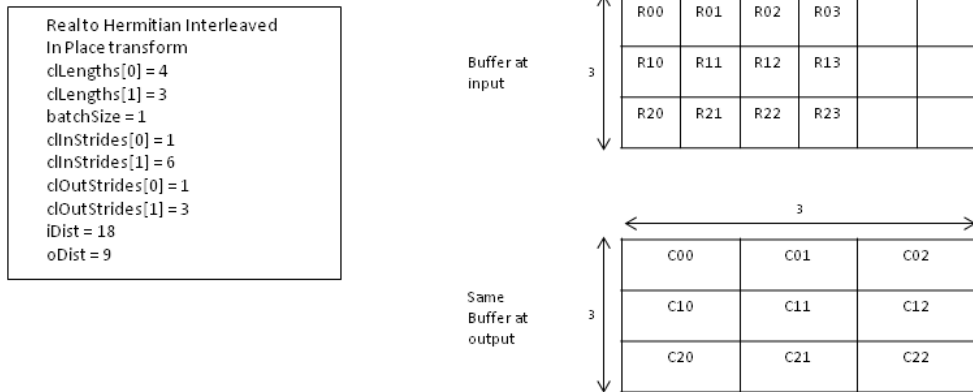 Real to Hermitian Interleaved
In Place transform
clLengths[0] = 4
clLengths[1] = 3
batchSize = 1
clInStrides[0] = 1
clInStrides[1] = 6
clOutStrides[0] = 1
clOutStrides[1] = 3
iDist = 18
oDist = 9
Buffer at
input
3
R00 R01 R02 R03
R10 R11 R12 R13
R20 R21 R22 R23
3
Same
Buffer at
output
3
C00 C01 C02
C10 C11 C12
C20 C21 C22